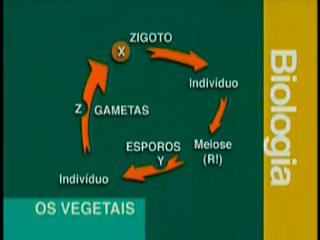 ZIGOTO
X
Indivíduo
Z GAMETAS
ESPOROS
Y
Meiose
(R!)
Indivíduo
OS VEGETAIS
Biologia